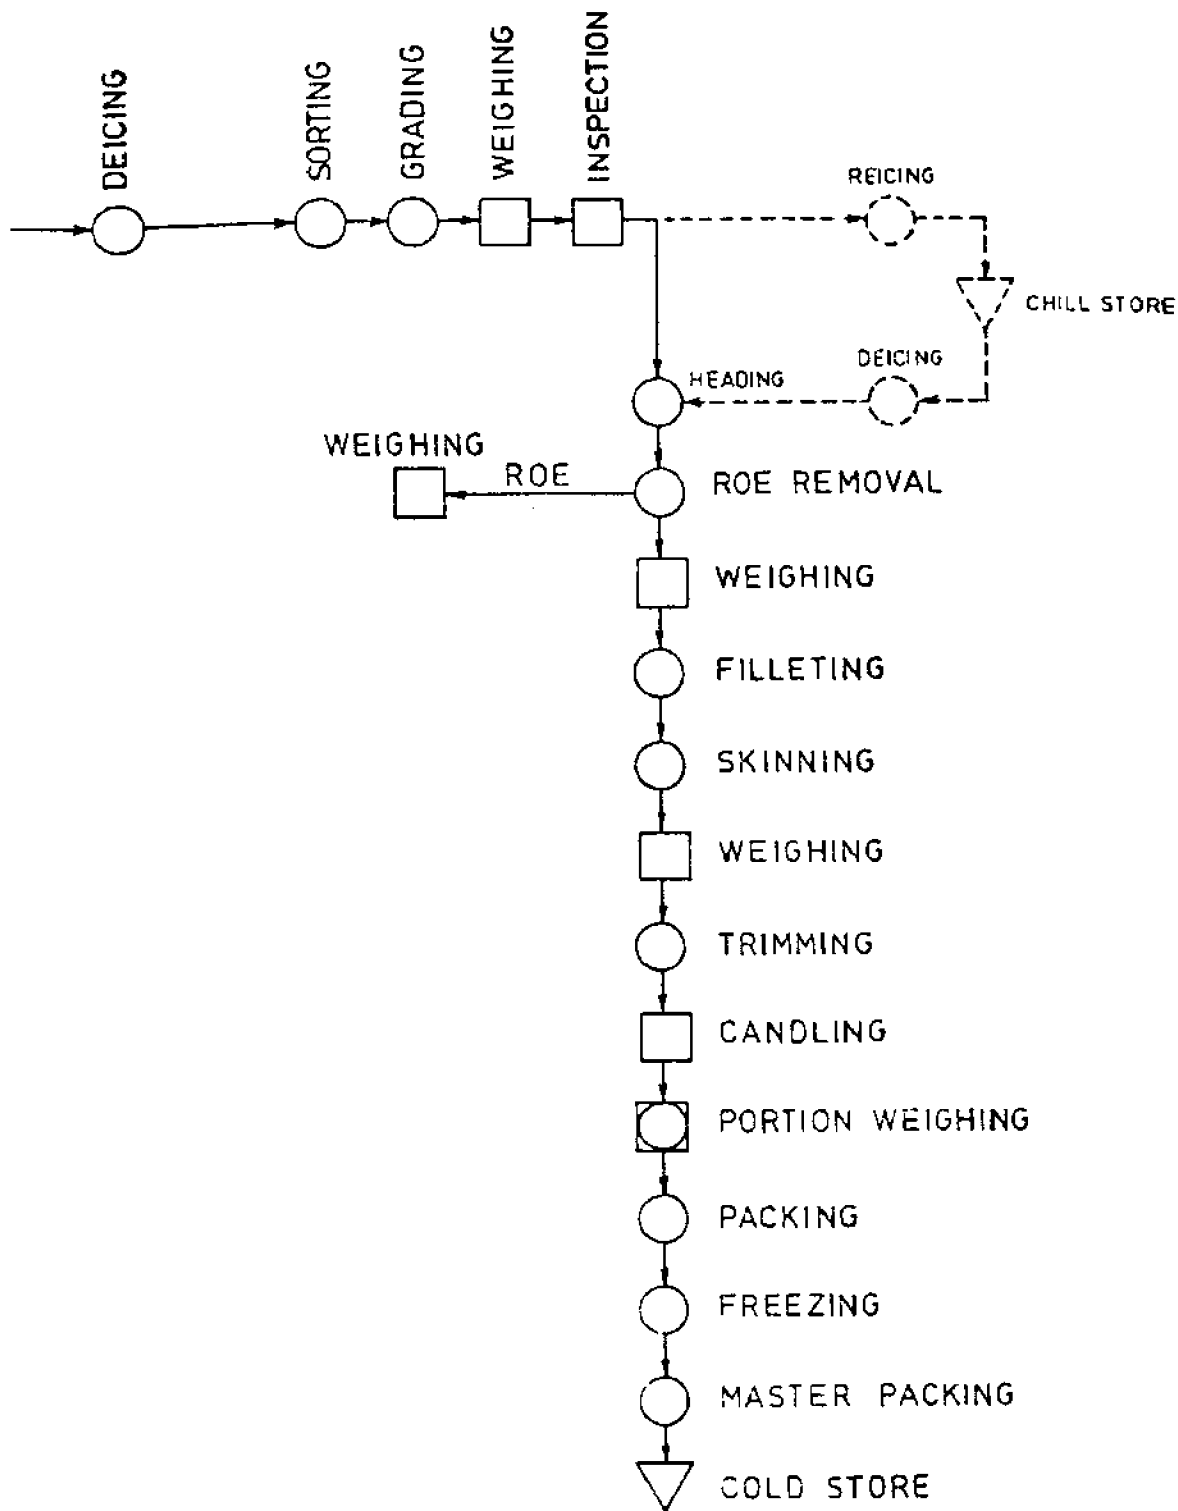 DEICING
SORTING
GRADING
WEIGHING
INSPECTION
REICING
CHILL STORE
DEICING
HEADING
WEIGHING
ROE
ROE REMOVAL
WEIGHING
FILLETING
SKINNING
WEIGHING
TRIMMING
CANDLING
PORTION WEIGHING
PACKING
FREEZING
MASTER PACKING
COLD STORE